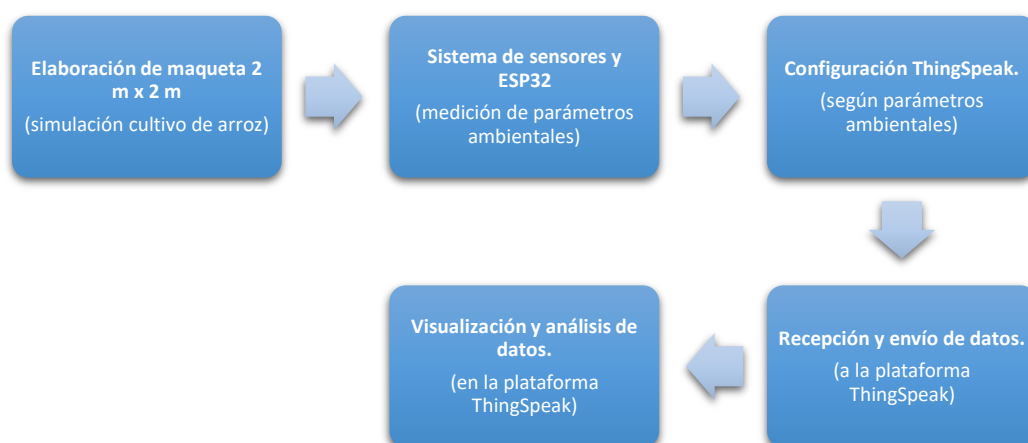 Elaboración de maqueta 2
m x 2 m
(simulación cultivo de arroz)
Sistema de sensores y
ESP32
(medición de parámetros
ambientales)
Configuración ThingSpeak.
(según parámetros
ambientales)
Recepción y envío de datos.
(a la plataforma
ThingSpeak)
Visualización y análisis de
datos.
(en la plataforma
ThingSpeak)